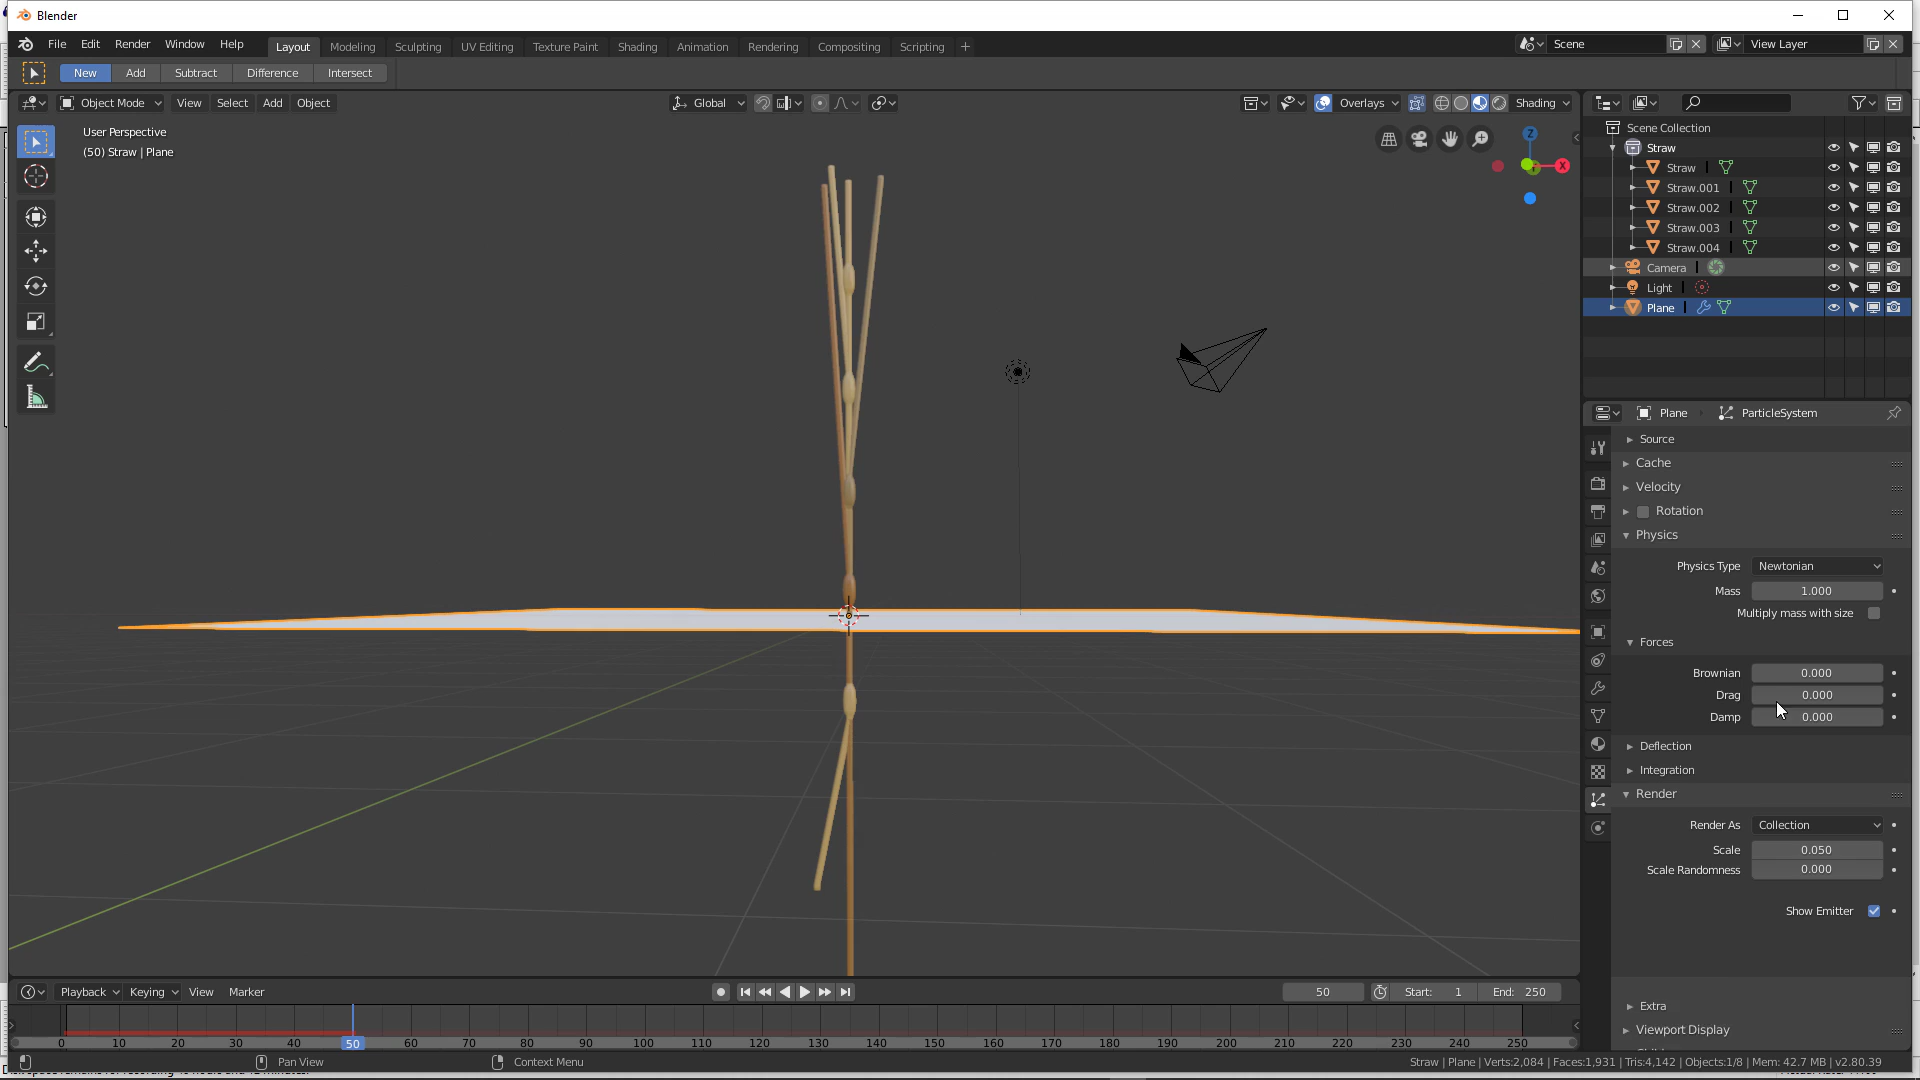 Blender
File Edit Render Window Help Layout Modeling Sculpting UV Editing Texture Paint Shading Animation Rendering Compositing Scripting + Scene View Layer
New Add Subtract Difference Intersect
Object Mode View Select Add Object Global Overlays Shading
User Perspective
(50) Straw | Plane
Z
X
Scene Collection
Straw
Straw
Straw.001
Straw.002
Straw.003
Straw.004
Camera
Light
Plane
Plane ParticleSystem
Source
Cache
Velocity
Rotation
Physics
Physics Type Newtonian
Mass 1.000
Multiply mass with size
Forces
Brownian 0.000
Drag 0.000
Damp 0.000
Deflection
Integration
Render
Render As Collection
Scale 0.050
Scale Randomness 0.000
Show Emitter
Extra
Viewport Display
Playback Keying View Marker 50 Start: 1 End: 250
0 10 20 30 40 50 60 70 80 90 100 110 120 130 140 150 160 170 180 190 200 210 220 230 240 250
Pan View Context Menu Straw | Plane | Verts:2,084 | Faces:1,931 | Tris:4,142 | Objects:1/8 | Mem: 42.7 MB | v2.80.39